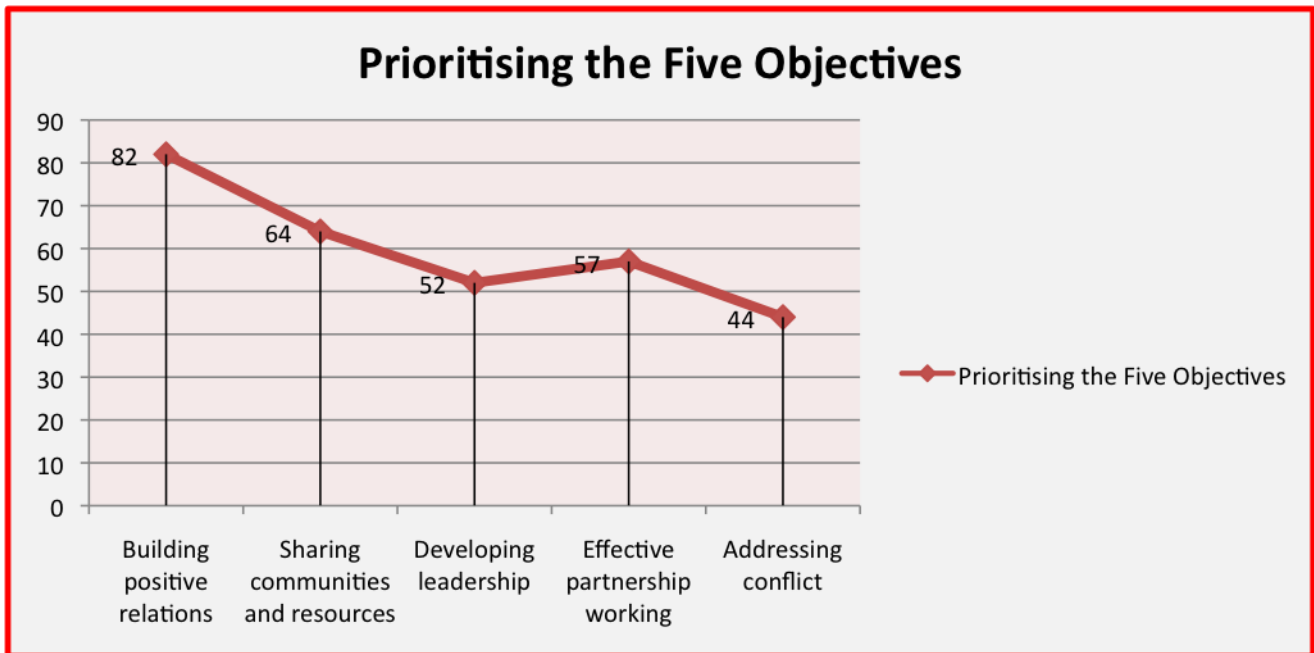 Prioritising the Five Objectives
90
80
70
60
50
40
30
20
10
0
82
64
52
57
44
Building positive relations
Sharing communities and resources
Developing leadership
Effective partnership working
Addressing conflict
Prioritising the Five Objectives